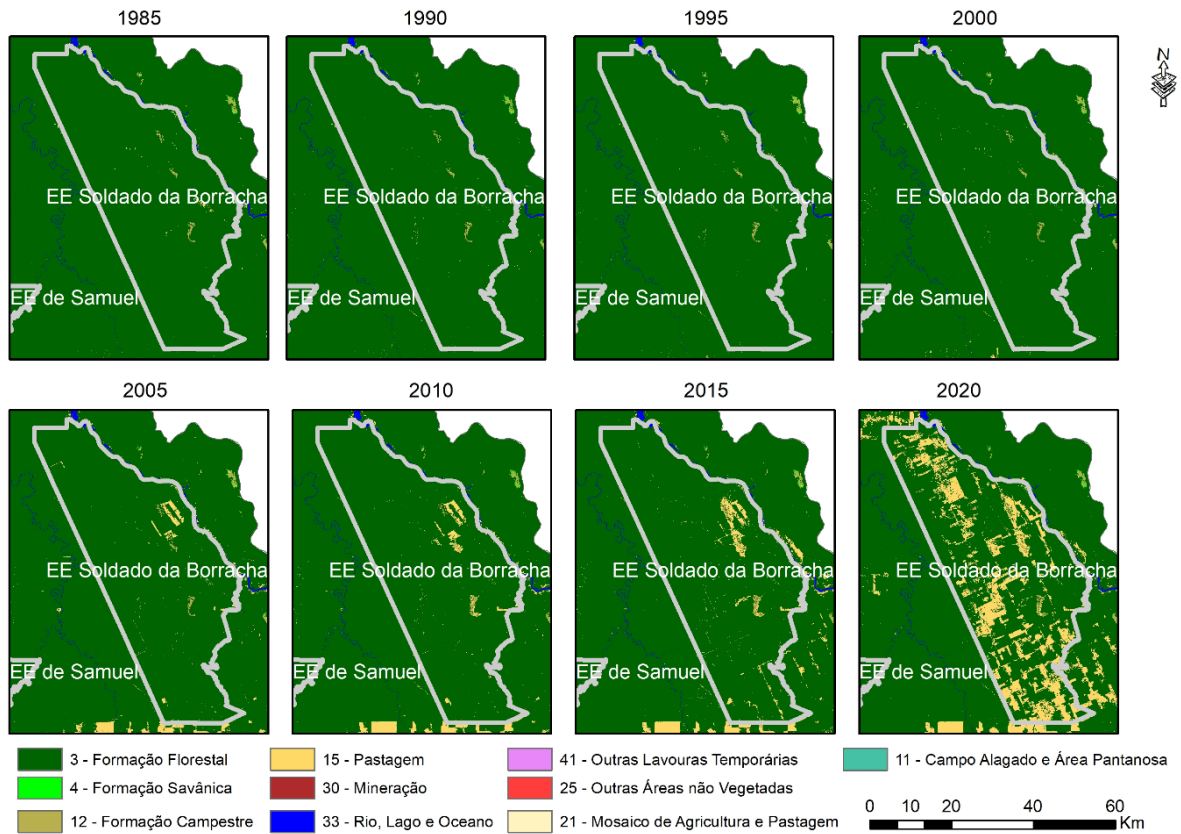 1985 1990 1995 2000
N
EE Soldado da Borracha EE Soldado da Borracha EE Soldado da Borracha EE Soldado da Borracha
EE de Samuel EE de Samuel EE de Samuel EE de Samuel
2005 2010 2015 2020
EE Soldado da Borracha EE Soldado da Borracha EE Soldado da Borracha EE Soldado da Borracha
EE de Samuel EE de Samuel EE de Samuel EE de Samuel
3 - Formação Florestal 15 - Pastagem 41 - Outras Lavouras Temporárias 11 - Campo Alagado e Área Pantanosa
4 - Formação Savânica 30 - Mineração 25 - Outras Áreas não Vegetadas
12 - Formação Campestre 33 - Rio, Lago e Oceano 21 - Mosaico de Agricultura e Pastagem
0 10 20 40 60
Km